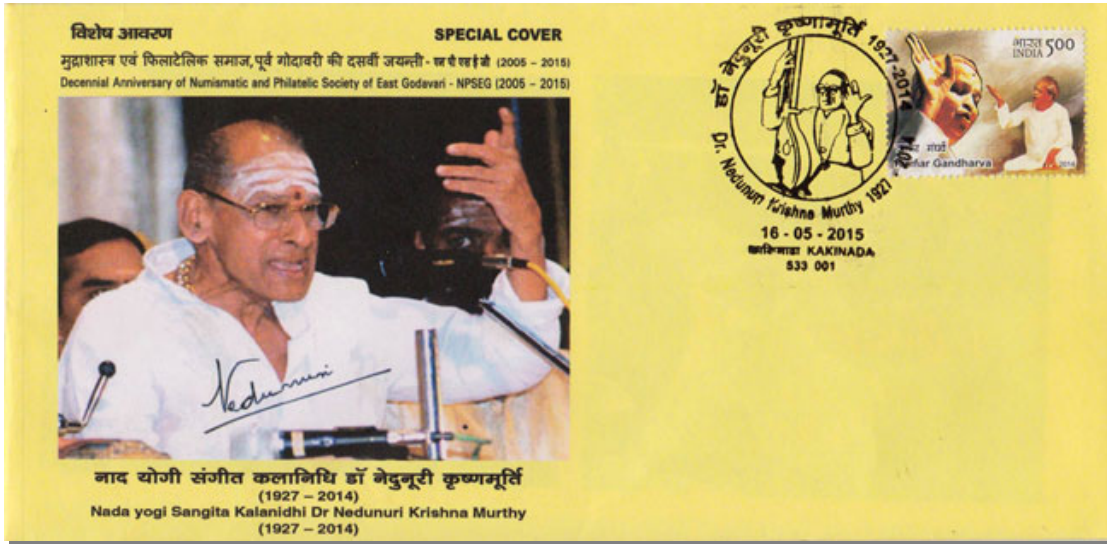 विशेष आवरण
SPECIAL COVER
मुद्राशास्त्र एवं फिलाटेलिक समाज, पूर्व गोदावरी की दसवीं जयन्ती - एन पी एस ई जी (2005 - 2015)
Decennial Anniversary of Numismatic and Philatelic Society of East Godavari - NPSEG (2005 - 2015)
Nedunuri
नाद योगी संगीत कलानिधि डॉ नेदुनूरी कृष्णमूर्ति
(1927 – 2014)
Nada yogi Sangita Kalanidhi Dr Nedunuri Krishna Murthy
(1927 – 2014)
डॉ नेदुनूरी कृष्णामूर्ति 1927-2014
Dr. Nedunuri Krishna Murthy 1927 - 2014
16 - 05 - 2015
काकिनाडा KAKINADA
533 001
भारत 500
INDIA
Gandharva
2014